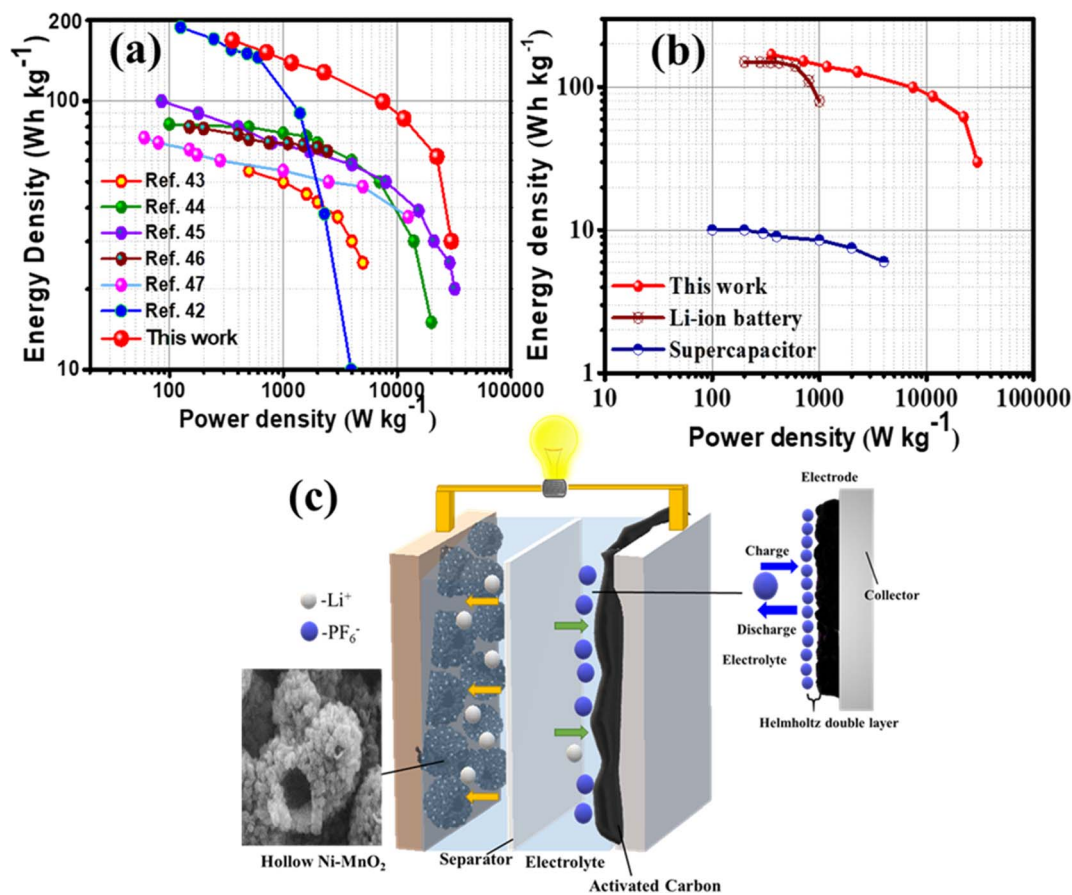 (a)
Energy Density (Wh kg-1)
200
100
10
Ref. 43
Ref. 44
Ref. 45
Ref. 46
Ref. 47
Ref. 42
This work
100
1000
10000
100000
Power density (W kg-1)
(b)
Energy density (Wh kg-1)
100
10
1
This work
Li-ion battery
Supercapacitor
10
100
1000
10000
100000
Power density (W kg-1)
(c)
-Li+
-PF6-
Hollow Ni-MnO2
Separator
Electrolyte
Activated Carbon
Electrode
Charge
Collector
Discharge
Electrolyte
Helmholtz double layer